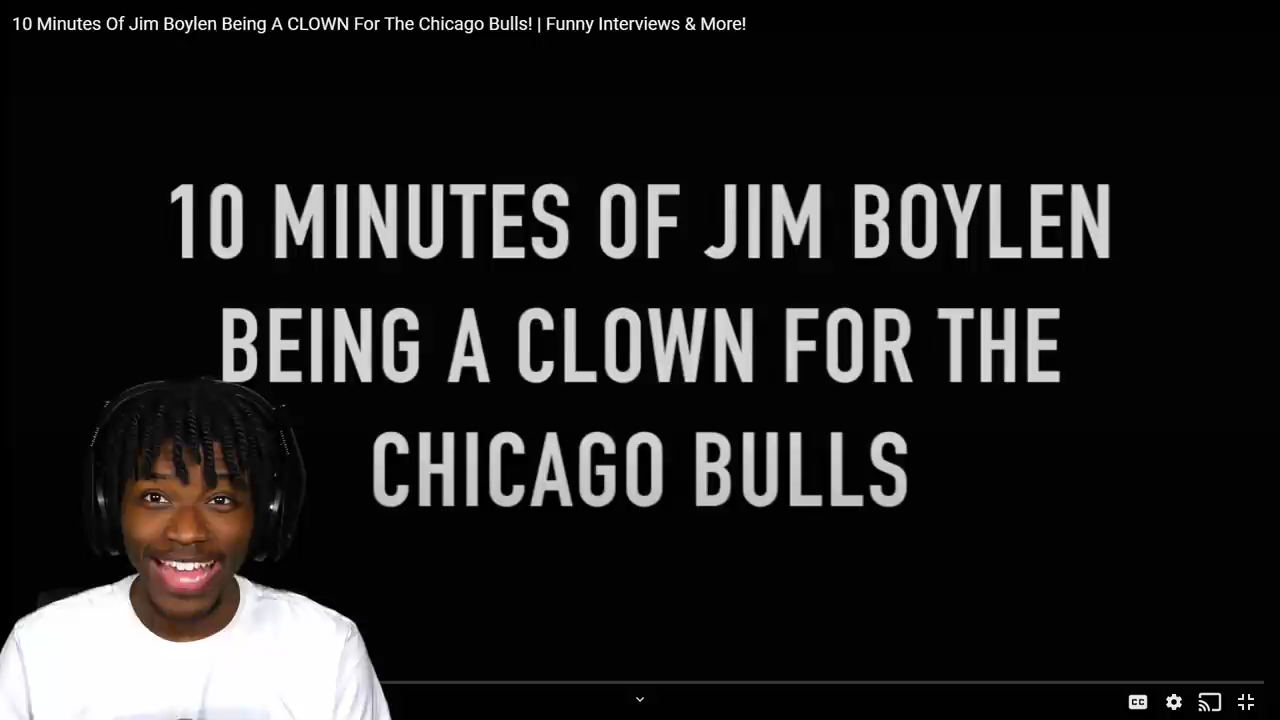 10 Minutes Of Jim Boylen Being A CLOWN For The Chicago Bulls! | Funny Interviews & More!
10 MINUTES OF JIM BOYLEN
BEING A CLOWN FOR THE
CHICAGO BULLS
CC